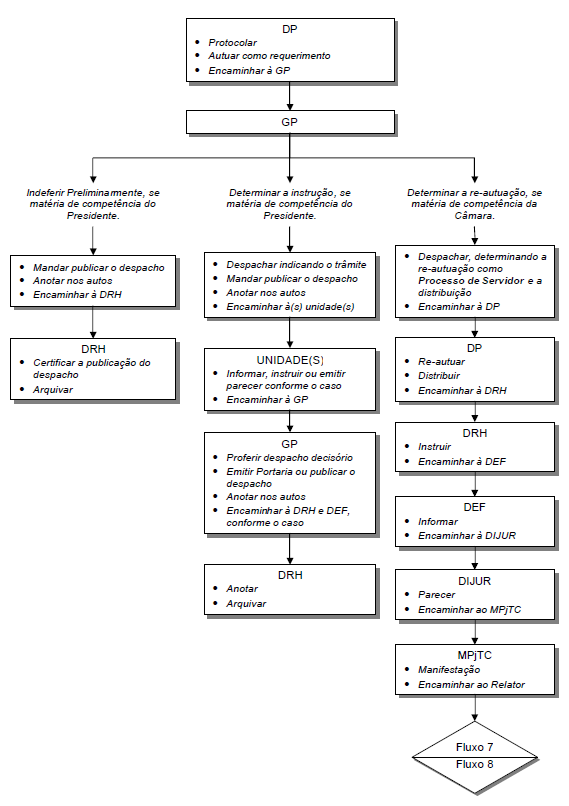 DP
• Protocolar
• Autuar como requerimento
• Encaminhar à GP
GP
Indeferir Preliminarmente, se
matéria de competência do
Presidente.
• Mandar publicar o despacho
• Anotar nos autos
• Encaminhar à DRH
DRH
• Certificar a publicação do
despacho
• Arquivar
Determinar a instrução, se
matéria de competência do
Presidente.
• Despachar indicando o trâmite
• Mandar publicar o despacho
• Anotar nos autos
• Encaminhar à(s) unidade(s)
UNIDADE(S)
• Informar, instruir ou emitir
parecer conforme o caso
• Encaminhar à GP
GP
• Proferir despacho decisório
• Emitir Portaria ou publicar o
despacho
• Anotar nos autos
• Encaminhar à DRH e DEF,
conforme o caso
DRH
• Anotar
• Arquivar
Determinar a re-autuação, se
matéria de competência da
Câmara.
• Despachar, determinando a
re-autuação como
Processo de Servidor e a
distribuição
• Encaminhar à DP
DP
• Re-autuar
• Distribuir
• Encaminhar à DRH
DRH
• Instruir
• Encaminhar à DEF
DEF
• Informar
• Encaminhar à DIJUR
DIJUR
• Parecer
• Encaminhar ao MPjTC
MPjTC
• Manifestação
• Encaminhar ao Relator
Fluxo 7
Fluxo 8